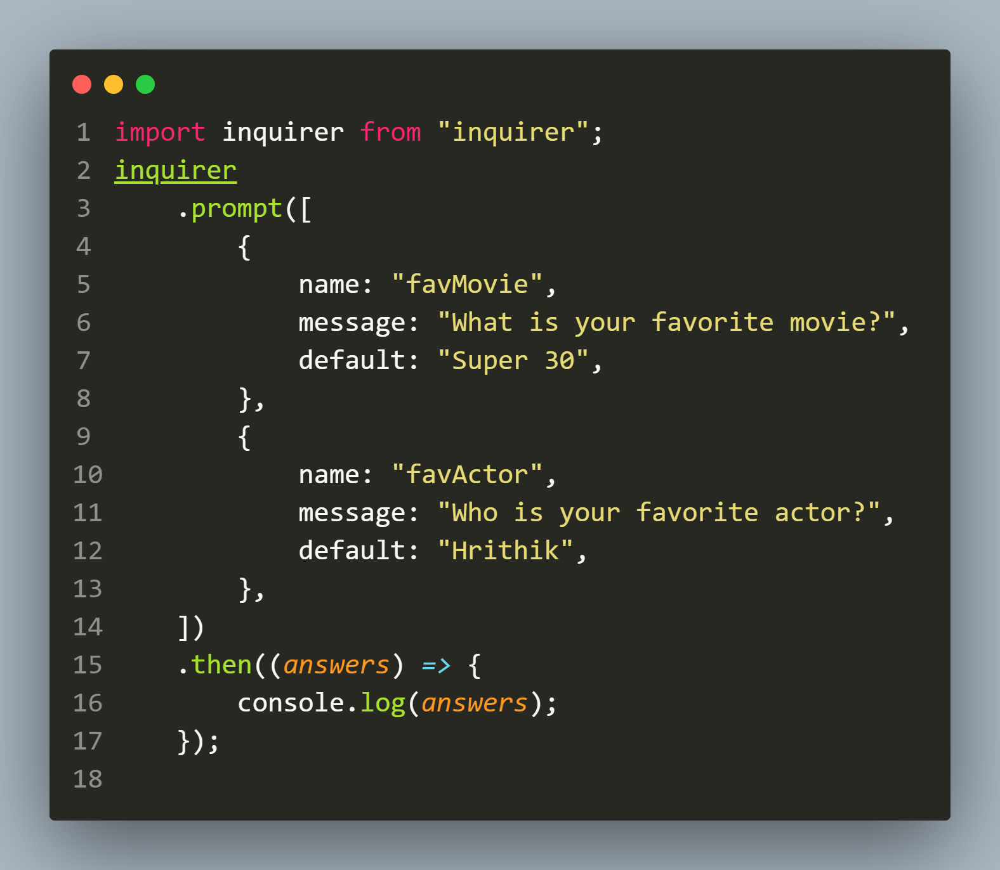 1 import inquirer from "inquirer";
2 inquirer
3     .prompt([
4         {
5             name: "favMovie",
6             message: "What is your favorite movie?",
7             default: "Super 30",
8         },
9         {
10             name: "favActor",
11             message: "Who is your favorite actor?",
12             default: "Hrithik",
13         },
14     ])
15     .then((answers) => {
16         console.log(answers);
17     });
18